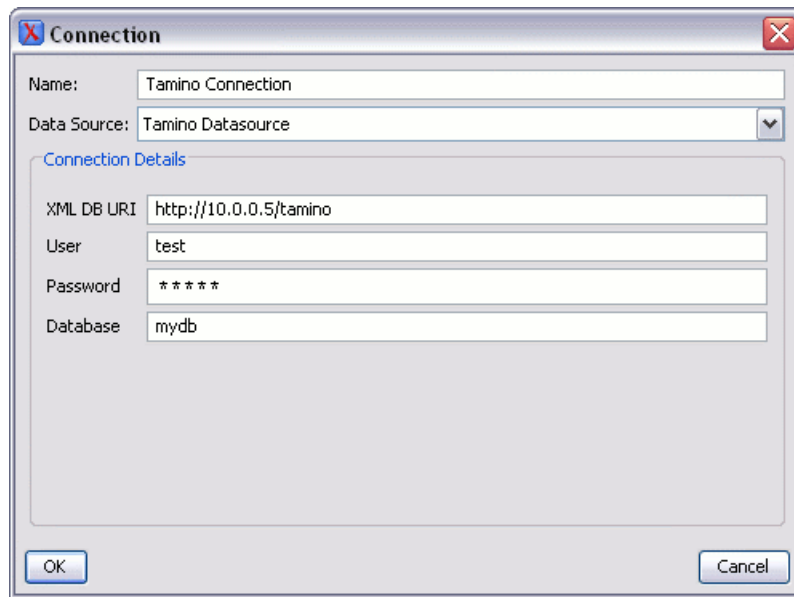 Connection
Name: Tamino Connection
Data Source: Tamino Datasource
Connection Details
XML DB URI http://10.0.0.5/tamino
User test
Password *****
Database mydb
OK Cancel